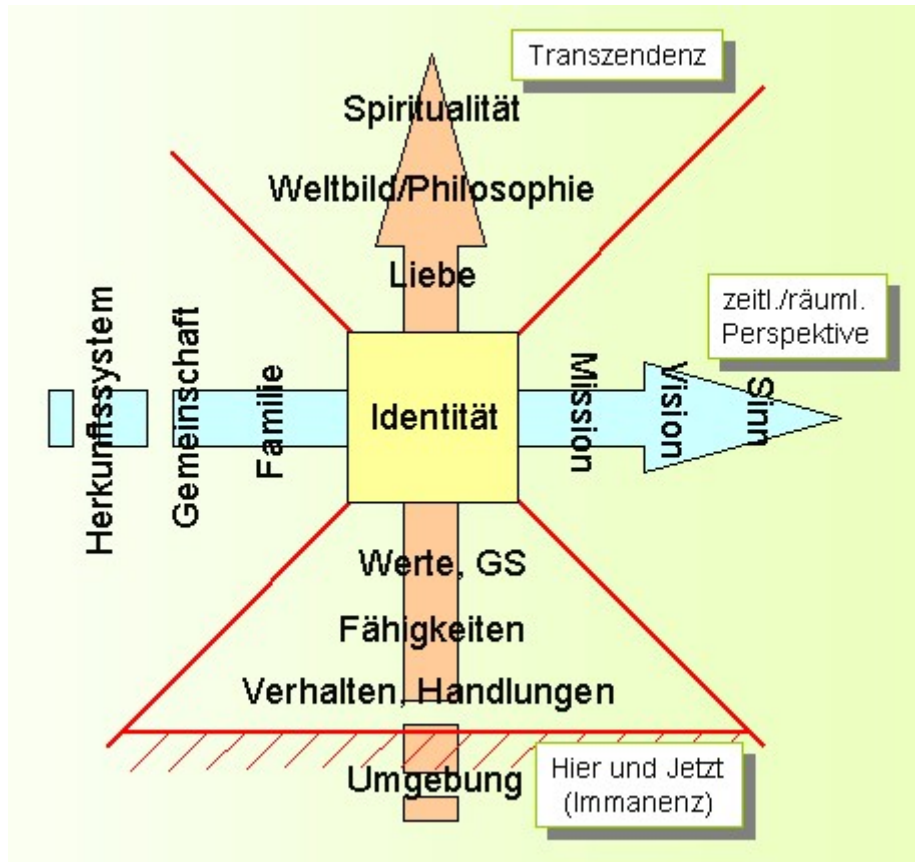 Transzendenz
Spiritualität
Weltbild/Philosophie
Liebe
zeitl./räuml.
Perspektive
Herkunftssystem
Gemeinschaft
Familie
Identität
Mission
Vision
Sinn
Werte, GS
Fähigkeiten
Verhalten, Handlungen
Umgebung
Hier und Jetzt
(Immanenz)